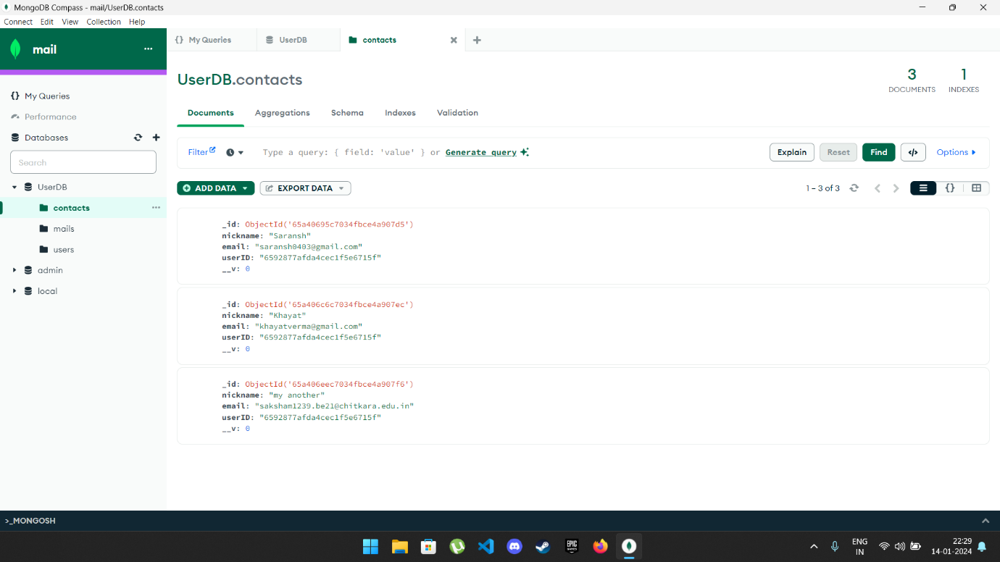 MongoDB Compass - mail/UserDB.contacts
Connect Edit View Collection Help
mail
My Queries
UserDB
contacts
UserDB.contacts
3
DOCUMENTS
1
INDEXES
{} My Queries
Performance
Databases
Search
UserDB
contacts
mails
users
admin
local
Documents Aggregations Schema Indexes Validation
Filter
Type a query: { field: 'value' } or Generate query
Explain Reset Find </> Options
ADD DATA EXPORT DATA
1 – 3 of 3
{}
_id: ObjectId('65a40695c7034fbce4a907d5')
nickname: "Saransh"
email: "saransh0403@gmail.com"
userID: "6592877afda4cec1f5e6715f"
__v: 0
_id: ObjectId('65a406c6c7034fbce4a907ec')
nickname: "Khayat"
email: "khayatverma@gmail.com"
userID: "6592877afda4cec1f5e6715f"
__v: 0
_id: ObjectId('65a406eec7034fbce4a907f6')
nickname: "my another"
email: "saksham1239.be21@chitkara.edu.in"
userID: "6592877afda4cec1f5e6715f"
__v: 0
>_MONGOSH
EPIC
GAMES
ENG
IN
22:29
14-01-2024